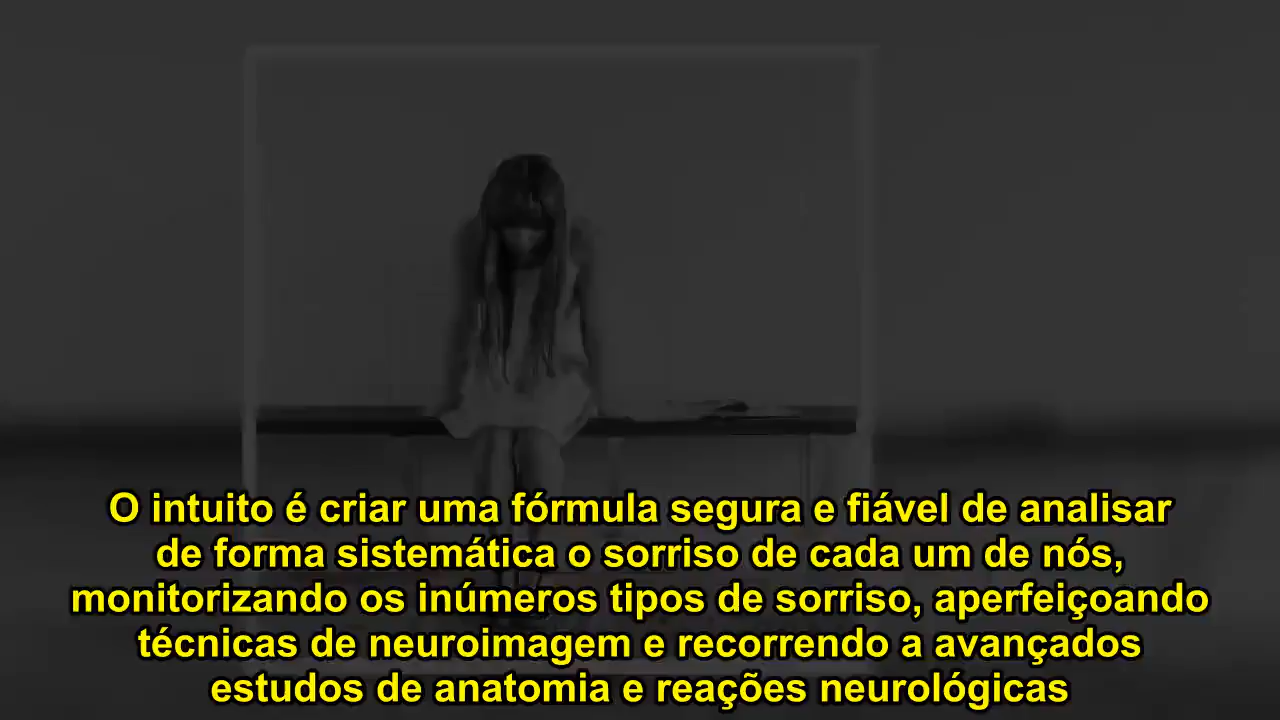 O intuito é criar uma fórmula segura e fiável de analisar
de forma sistemática o sorriso de cada um de nós,
monitorizando os inúmeros tipos de sorriso, aperfeiçoando
técnicas de neuroimagem e recorrendo a avançados
estudos de anatomia e reações neurológicas